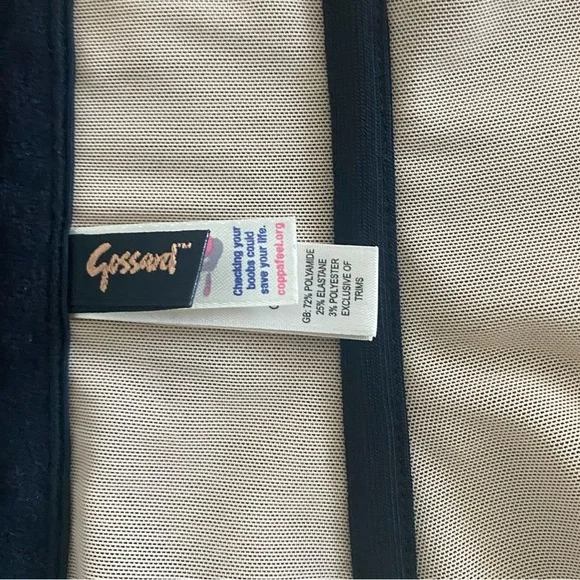 Gossard™
Checking your
boobs could
save your life.
coppafeel.org
GB: 72% POLYAMIDE
25% ELASTANE
3% POLYESTER
EXCLUSIVE OF
TRIMS